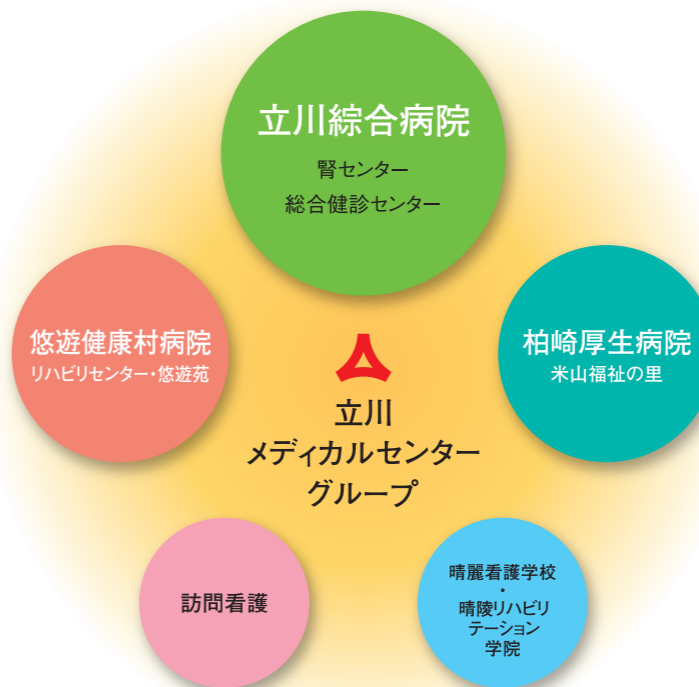 立川綜合病院
腎センター
総合健診センター
悠遊健康村病院
リハビリセンター・悠遊苑
柏崎厚生病院
米山福祉の里
立川
メディカルセンター
グループ
訪問看護
晴麗看護学校
・
晴陵リハビリ
テーション
学院